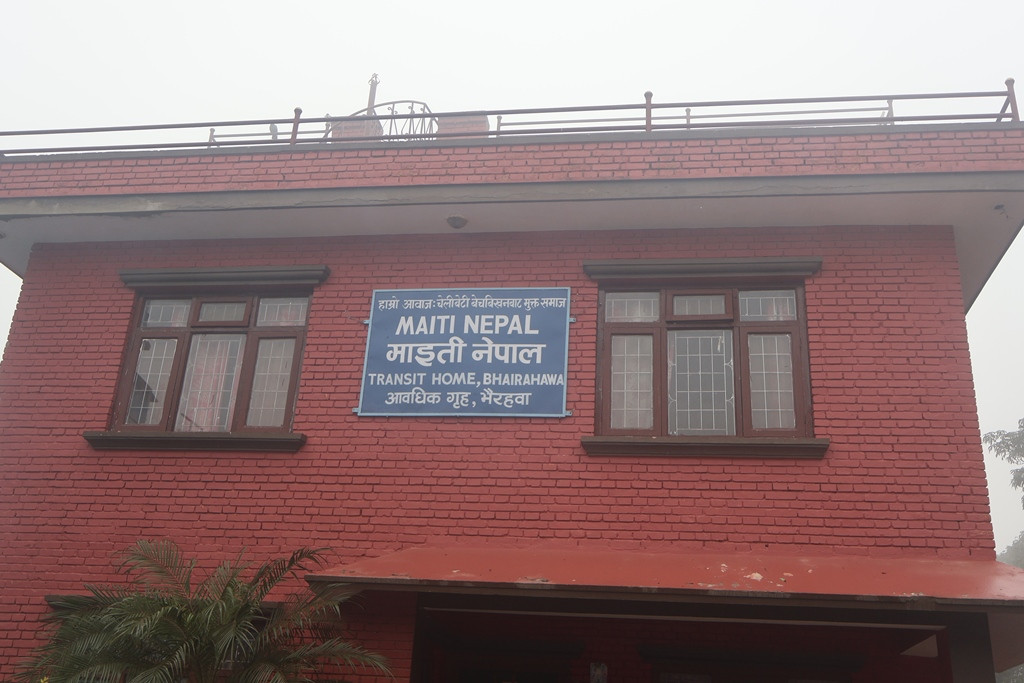 हाम्रो आवाज: चेलीबेटी बेचबिखनबाट मुक्त समाज
MAITI NEPAL
माइती नेपाल
TRANSIT HOME, BHAIRAHAWA
आवधिक गृह, भैरहवा